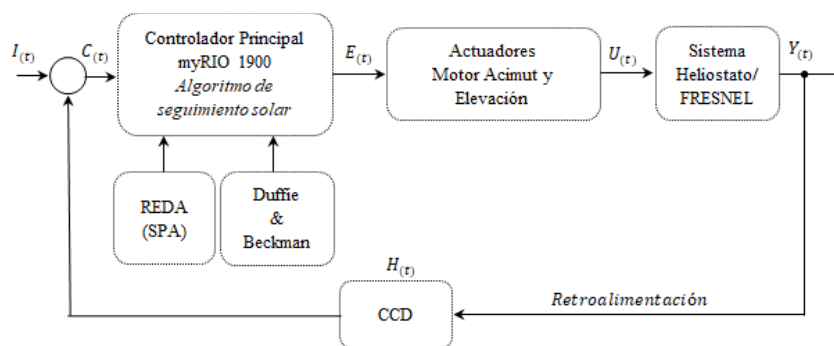 I(t)
C(t)
Controlador Principal
myRIO 1900
Algoritmo de
seguimiento solar
E(t)
Actuadores
Motor Acimut y
Elevación
U(t)
Sistema
Heliostato/
FRESNEL
Y(t)
REDA
(SPA)
Duffie
&
Beckman
H(t)
CCD
Retroalimentación